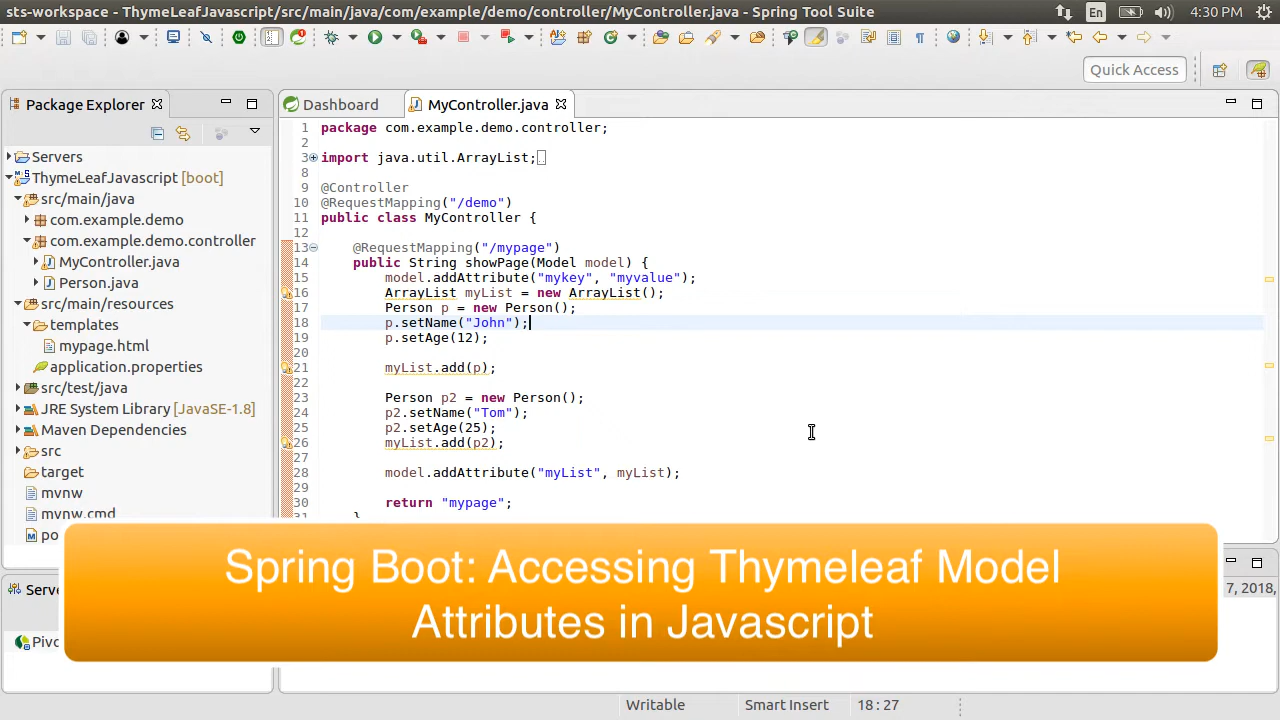 sts-workspace - ThymeLeafJavascript/src/main/java/com/example/demo/controller/MyController.java - Spring Tool Suite
En
4:30 PM
Quick Access
Package Explorer
Servers
ThymeLeafJavascript [boot]
src/main/java
com.example.demo
com.example.demo.controller
MyController.java
Person.java
src/main/resources
templates
mypage.html
application.properties
src/test/java
JRE System Library [JavaSE-1.8]
Maven Dependencies
src
target
mvnw
mvnw.cmd
po
Dashboard
MyController.java
1 package com.example.demo.controller;
2
3 import java.util.ArrayList;
8
9 @Controller
10 @RequestMapping("/demo")
11 public class MyController {
12
13 @RequestMapping("/mypage")
14 public String showPage(Model model) {
15 model.addAttribute("mykey", "myvalue");
16 ArrayList myList = new ArrayList();
17 Person p = new Person();
18 p.setName("John");
19 p.setAge(12);
20
21 myList.add(p);
22
23 Person p2 = new Person();
24 p2.setName("Tom");
25 p2.setAge(25);
26 myList.add(p2);
27
28 model.addAttribute("myList", myList);
29
30 return "mypage";
31 }
Serve
7, 2018,
Pivo
Spring Boot: Accessing Thymeleaf Model
Attributes in Javascript
Writable
Smart Insert
18 : 27